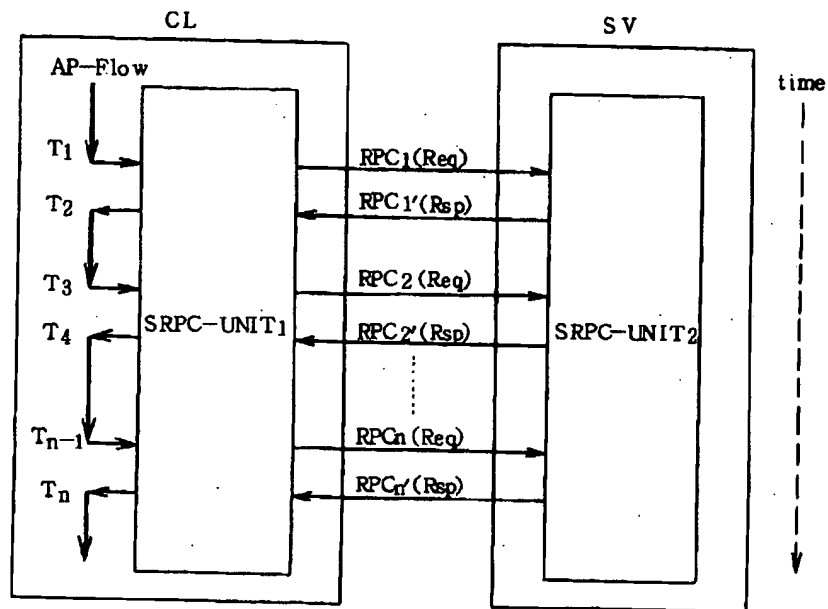 CL
SV
AP-Flow
time
T1
RPC1(Req)
T2
RPC1'(Rsp)
T3
RPC2(Req)
T4
SRPC-UNIT1
RPC2'(Rsp)
SRPC-UNIT2
Tn-1
RPCn(Req)
Tn
RPCn'(Rsp)